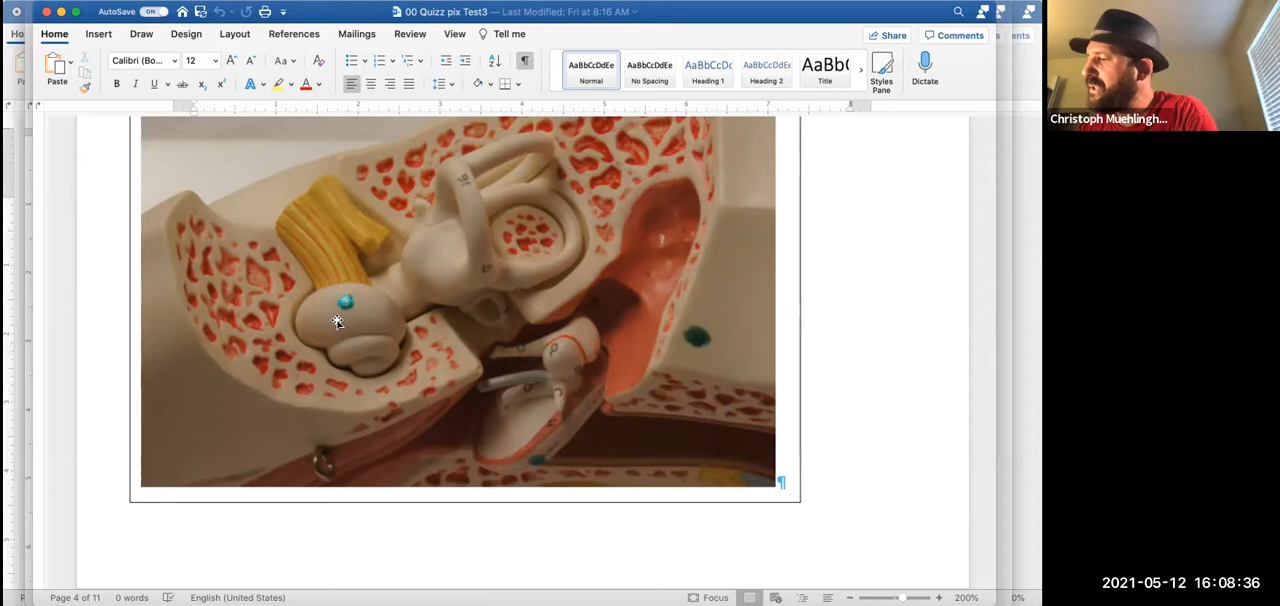 AutoSave ON
00 Quizz pix Test3 — Last Modified: Fri at 8:16 AM
Home Insert Draw Design Layout References Mailings Review View Tell me
Share Comments
Paste
Calibri (Bo... 12
AaBbCcDdEe Normal
AaBbCcDdEe No Spacing
AaBbCcDc Heading 1
AaBbCcDdEe Heading 2
AaBb( Title
Styles Pane
Dictate
Christoph Muehlingh...
Page 4 of 11 0 words English (United States) Focus 200%
2021-05-12 16:08:36